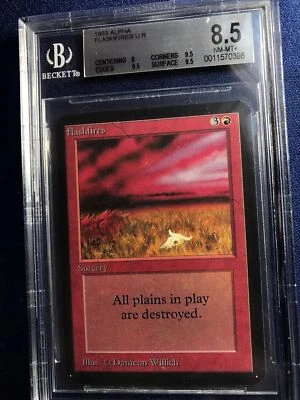 BECKETT®
1993 ALPHA
FLASHFIRES U R
CENTERING 8 CORNERS 9.5
EDGES 9.5 SURFACE 9.5
8.5
NM-MT+
0011570398
Flashfires
3
Sorcery
All plains in play
are destroyed.
Illus. © Dameon Willich